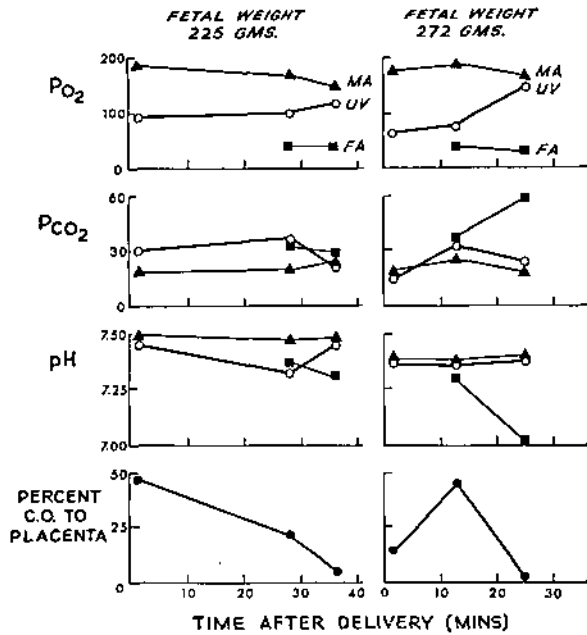 FETAL WEIGHT
225 GMS.
FETAL WEIGHT
272 GMS.
PO2
200
100
0
MA
UV
FA
MA
UV
FA
PCO2
60
30
0
pH
7.50
7.25
7.00
PERCENT
C.O. TO
PLACENTA
50
25
0
0 10 20 30 40
0 10 20 30
TIME AFTER DELIVERY (MINS)